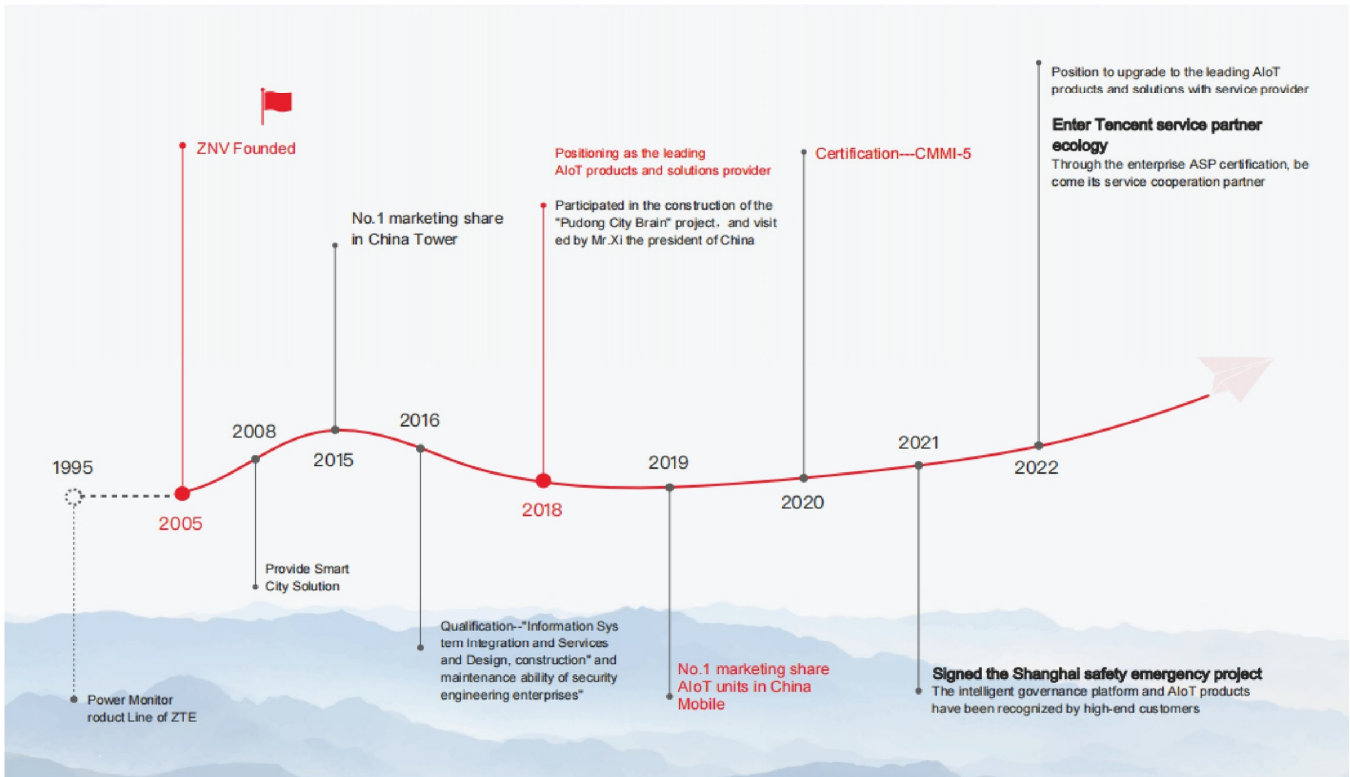 1995
Power Monitor
roduct Line of ZTE
2005
ZNV Founded
2008
Provide Smart
City Solution
2015
No.1 marketing share
in China Tower
2016
Qualification--"Information Sys
tem Integration and Services
and Design, construction" and
maintenance ability of security
engineering enterprises"
2018
Positioning as the leading
AIoT products and solutions provider
Participated in the construction of the
"Pudong City Brain" project, and visit
ed by Mr.Xi the president of China
2019
No.1 marketing share
AIoT units in China
Mobile
2020
Certification---CMMI-5
2021
Signed the Shanghai safety emergency project
The intelligent governance platform and AIoT products
have been recognized by high-end customers
2022
Position to upgrade to the leading AIoT
products and solutions with service provider
Enter Tencent service partner
ecology
Through the enterprise ASP certification, be
come its service cooperation partner